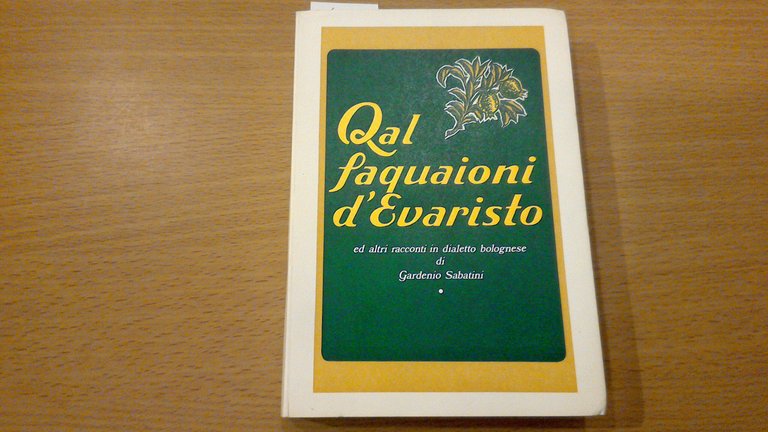 Qal
faquaioni
d'Evaristo
ed altri racconti in dialetto bolognese
di
Gardenio Sabatini